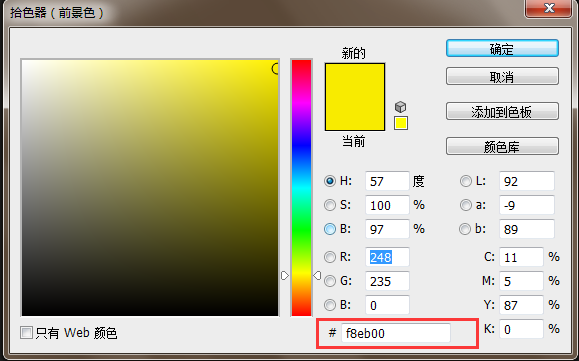 拾色器（前景色）
新的
当前
确定
取消
添加到色板
颜色库
H: 57 度
S: 100 %
B: 97 %
R: 248
G: 235
B: 0
L: 92
a: -9
b: 89
C: 11 %
M: 5 %
Y: 87 %
K: 0 %
只有 Web 颜色
# f8eb00